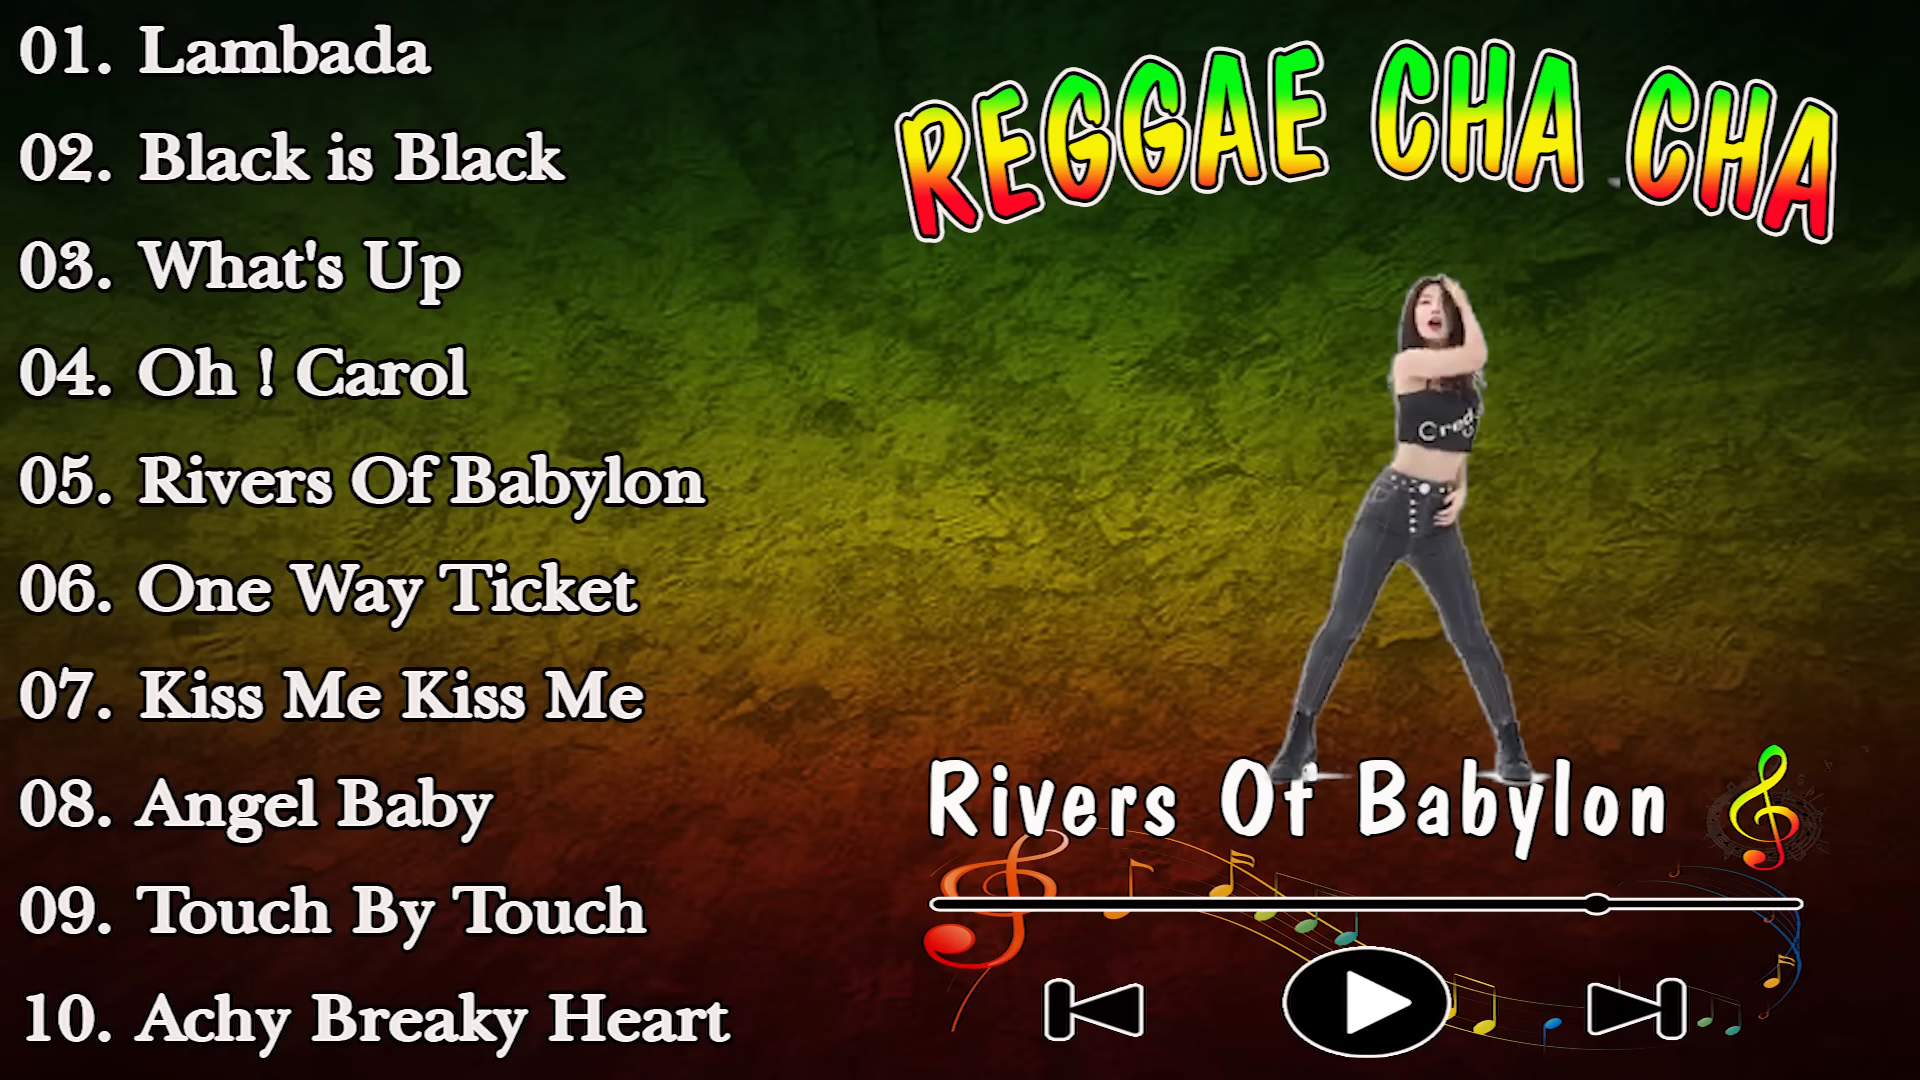 01. Lambada
02. Black is Black
03. What's Up
04. Oh ! Carol
05. Rivers Of Babylon
06. One Way Ticket
07. Kiss Me Kiss Me
08. Angel Baby
09. Touch By Touch
10. Achy Breaky Heart
REGGAE CHA CHA
Rivers Of Babylon